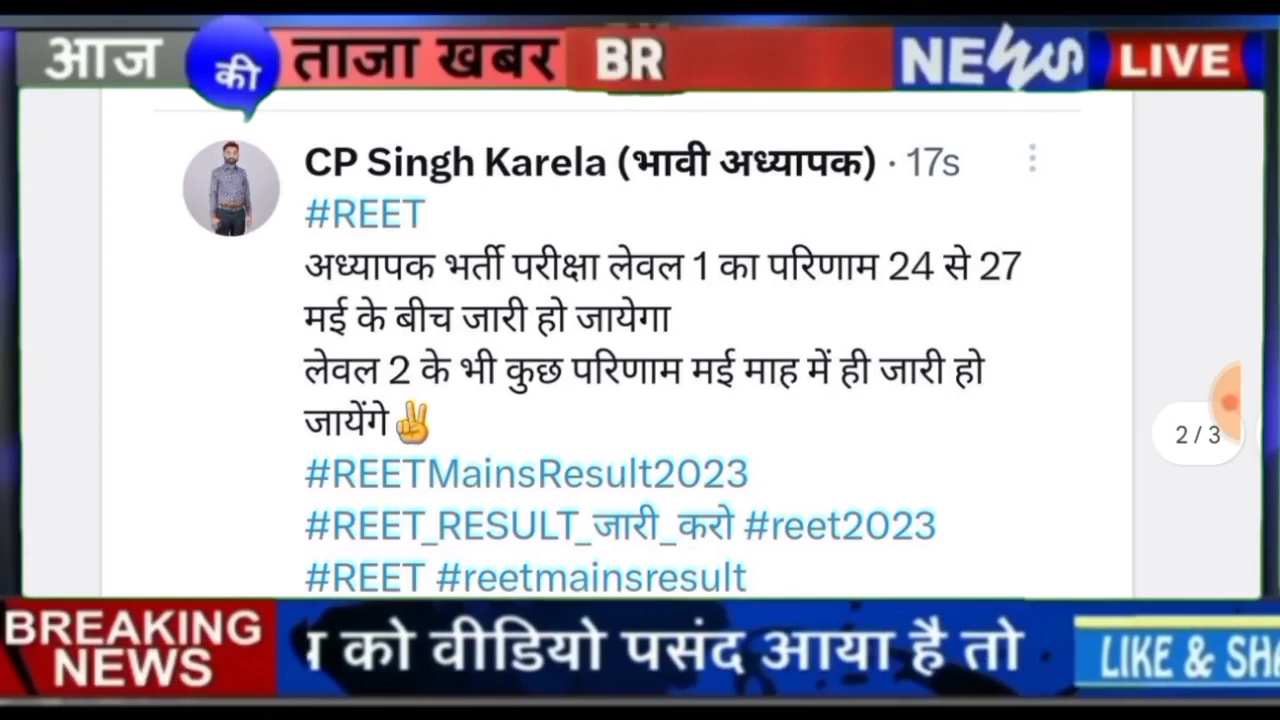 आज की ताजा खबर BR NEWS LIVE
CP Singh Karela (भावी अध्यापक) · 17s
#REET
अध्यापक भर्ती परीक्षा लेवल 1 का परिणाम 24 से 27
मई के बीच जारी हो जायेगा
लेवल 2 के भी कुछ परिणाम मई माह में ही जारी हो
जायेंगे✌️
2 / 3
#REETMainsResult2023
#REET_RESULT_जारी_करो #reet2023
#REET #reetmainsresult
BREAKING
NEWS
को वीडियो पसंद आया है तो
LIKE &